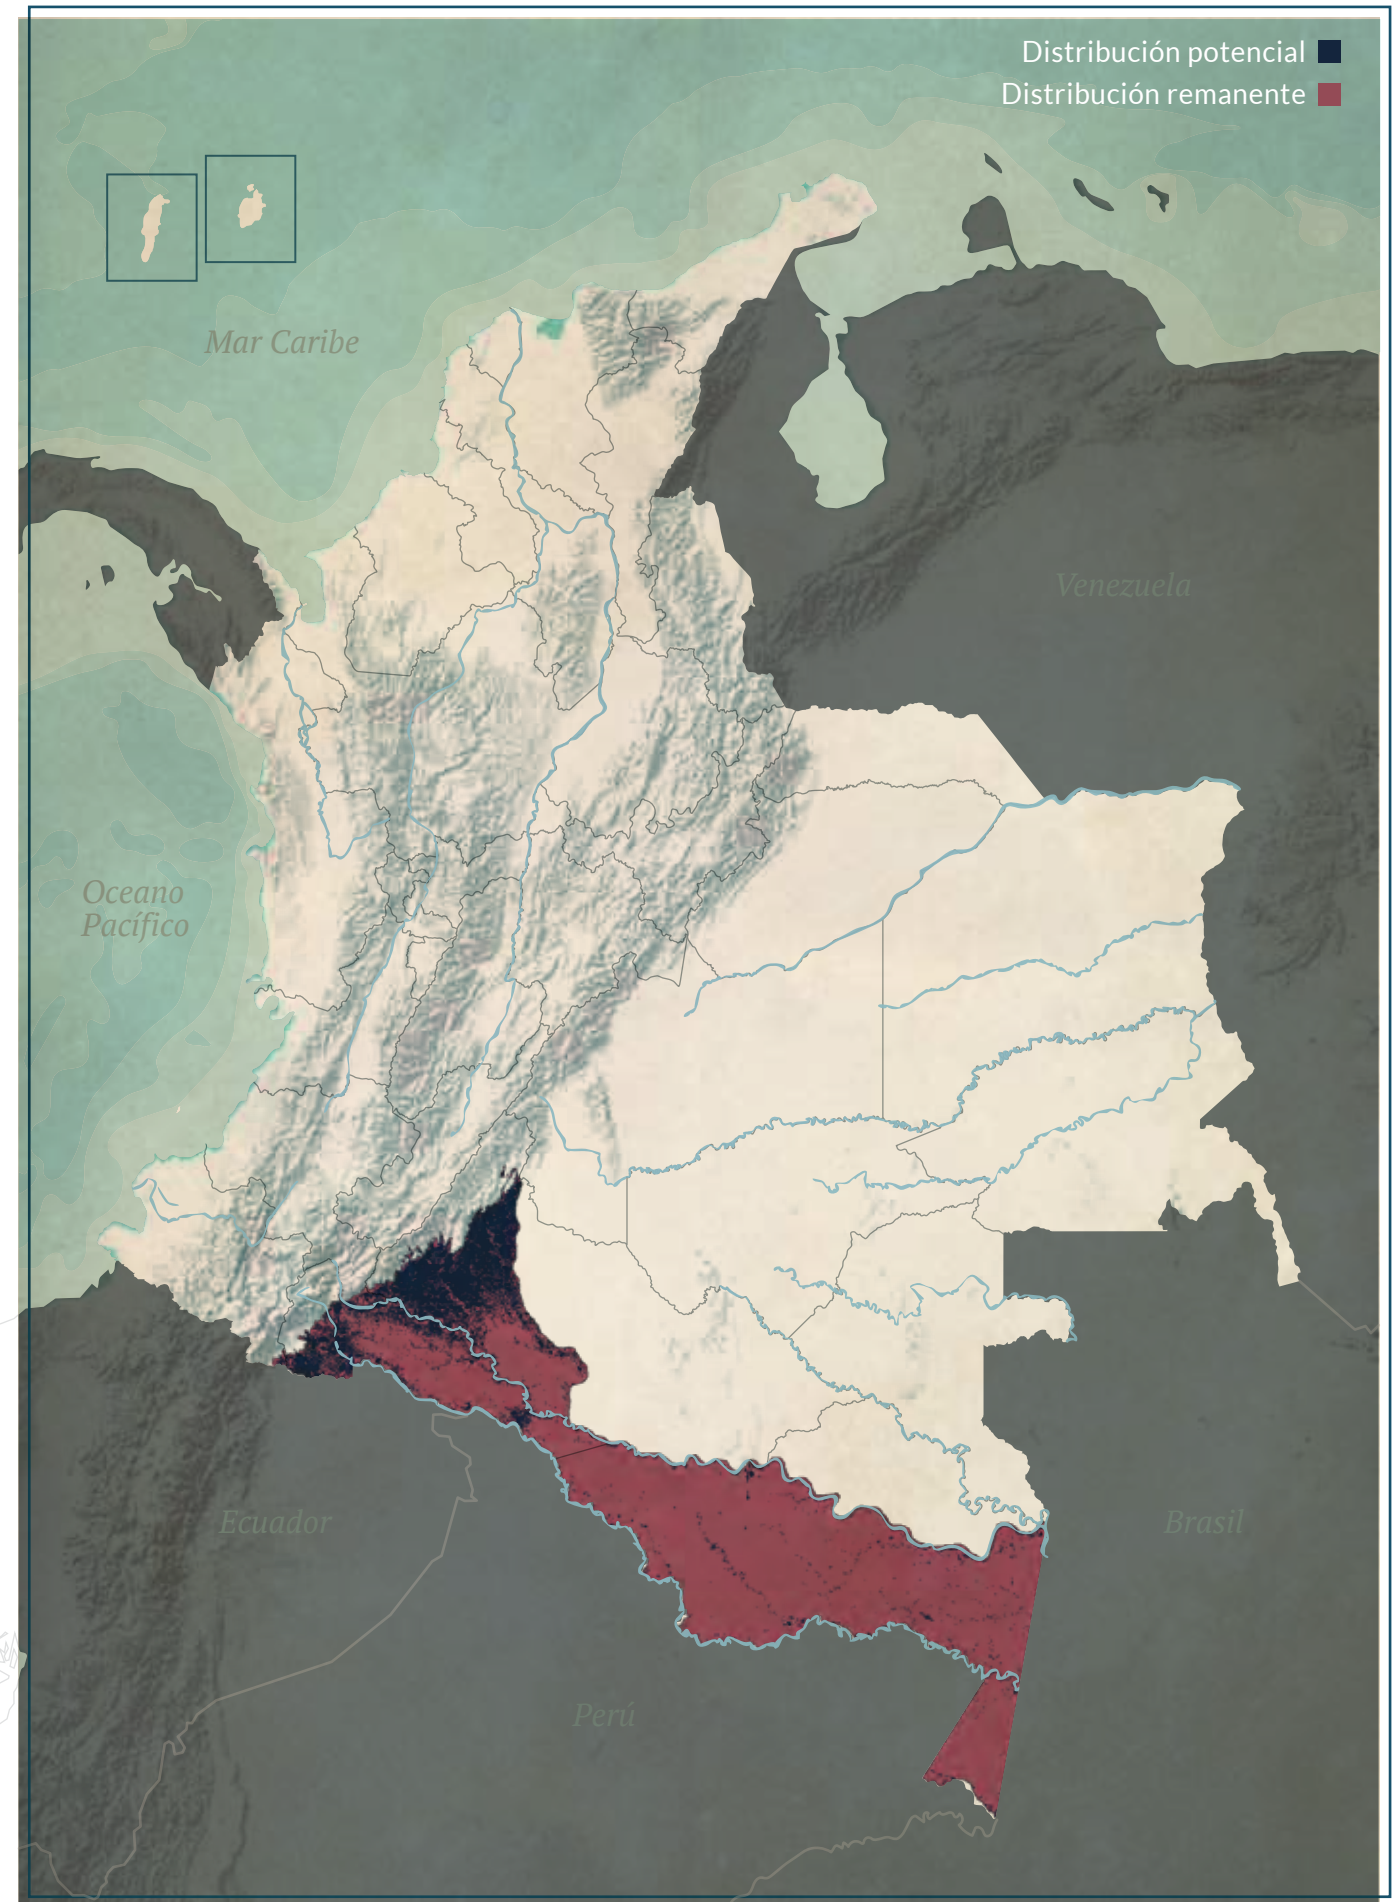 Distribución potencial
Distribución remanente
Mar Caribe
Venezuela
Oceano
Pacífico
Ecuador
Brasil
Perú